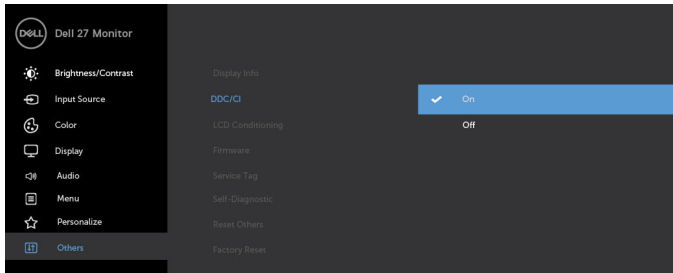 DELL Dell 27 Monitor
Brightness/Contrast
Display Info
Input Source
DDC/CI
On
Color
LCD Conditioning
Off
Display
Firmware
Audio
Service Tag
Menu
Self-Diagnostic
Personalize
Reset Others
Others
Factory Reset